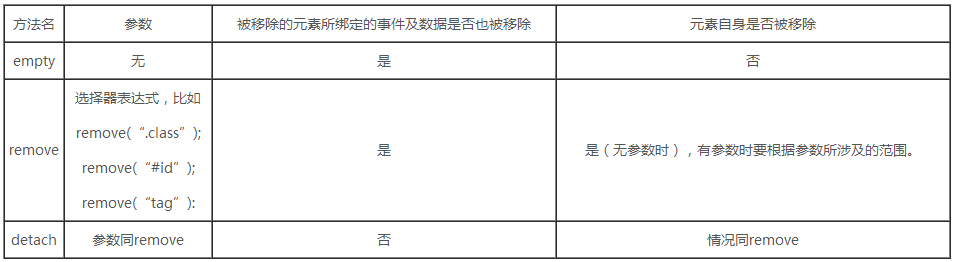 方法名 参数 被移除的元素所绑定的事件及数据是否也被移除 元素自身是否被移除
empty 无 是 否
选择器表达式，比如
remove(“.class”);
remove(“#id”);
remove(“tag”):
remove 是 是（无参数时），有参数时要根据参数所涉及的范围。
detach 参数同remove 否 情况同remove